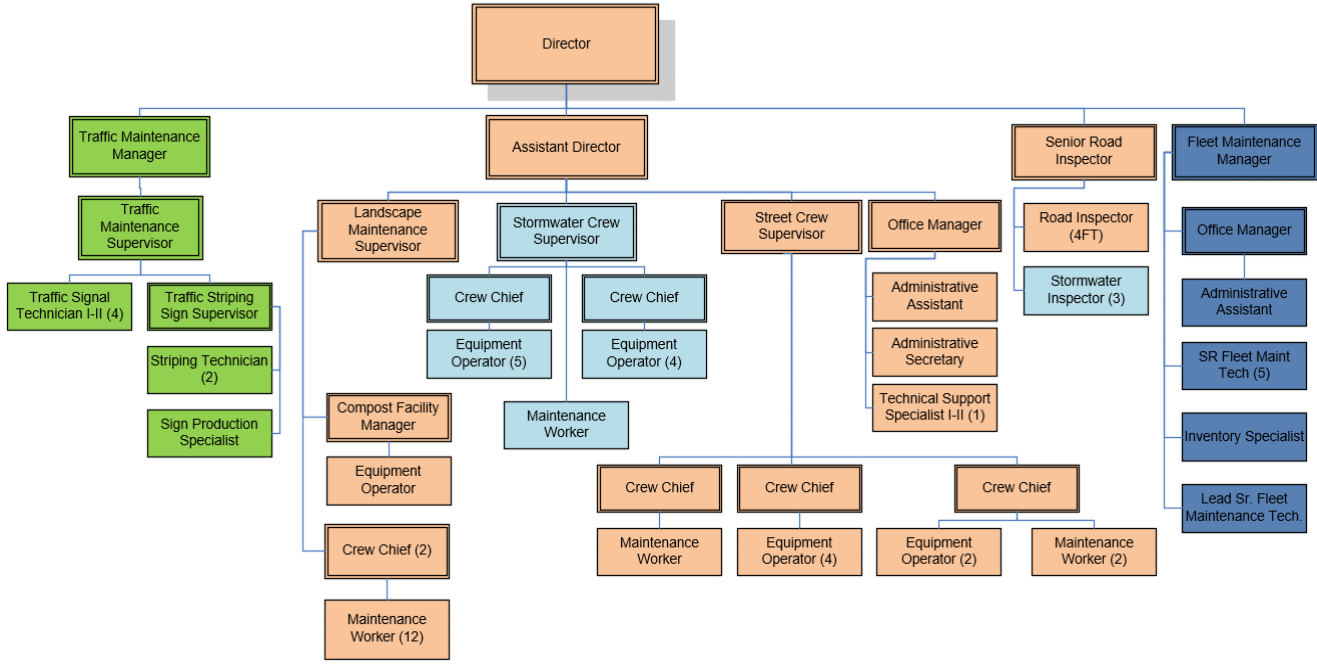 Director
Traffic Maintenance
Manager
Assistant Director
Senior Road
Inspector
Fleet Maintenance
Manager
Traffic
Maintenance
Supervisor
Landscape
Maintenance
Supervisor
Stormwater Crew
Supervisor
Street Crew
Supervisor
Office Manager
Road Inspector
(4FT)
Office Manager
Traffic Signal
Technician I-II (4)
Traffic Striping
Sign Supervisor
Crew Chief
Crew Chief
Administrative
Assistant
Stormwater
Inspector (3)
Administrative
Assistant
Striping Technician
(2)
Equipment
Operator (5)
Equipment
Operator (4)
Administrative
Secretary
SR Fleet Maint
Tech (5)
Sign Production
Specialist
Compost Facility
Manager
Maintenance
Worker
Technical Support
Specialist I-II (1)
Inventory Specialist
Equipment
Operator
Crew Chief
Crew Chief
Crew Chief
Lead Sr. Fleet
Maintenance Tech.
Crew Chief (2)
Maintenance
Worker
Equipment
Operator (4)
Equipment
Operator (2)
Maintenance
Worker (2)
Maintenance
Worker (12)